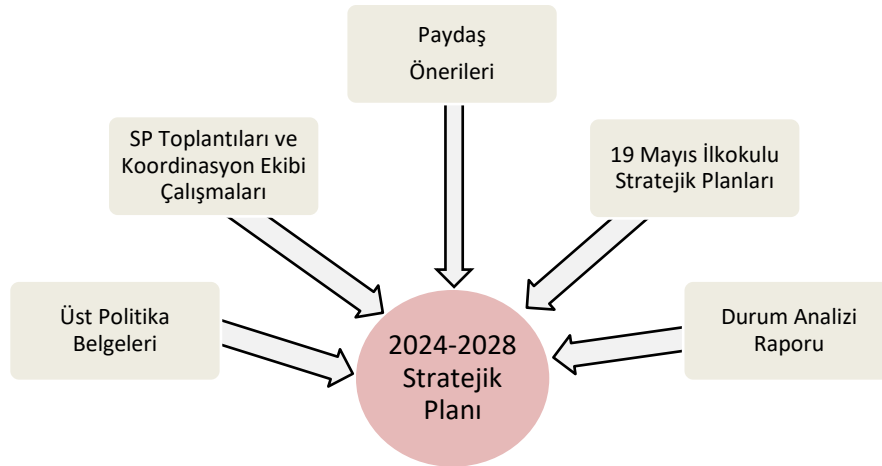 Paydaş
Önerileri
SP Toplantıları ve
Koordinasyon Ekibi
Çalışmaları
19 Mayıs İlkokulu
Stratejik Planları
Üst Politika
Belgeleri
2024-2028
Stratejik
Planı
Durum Analizi
Raporu